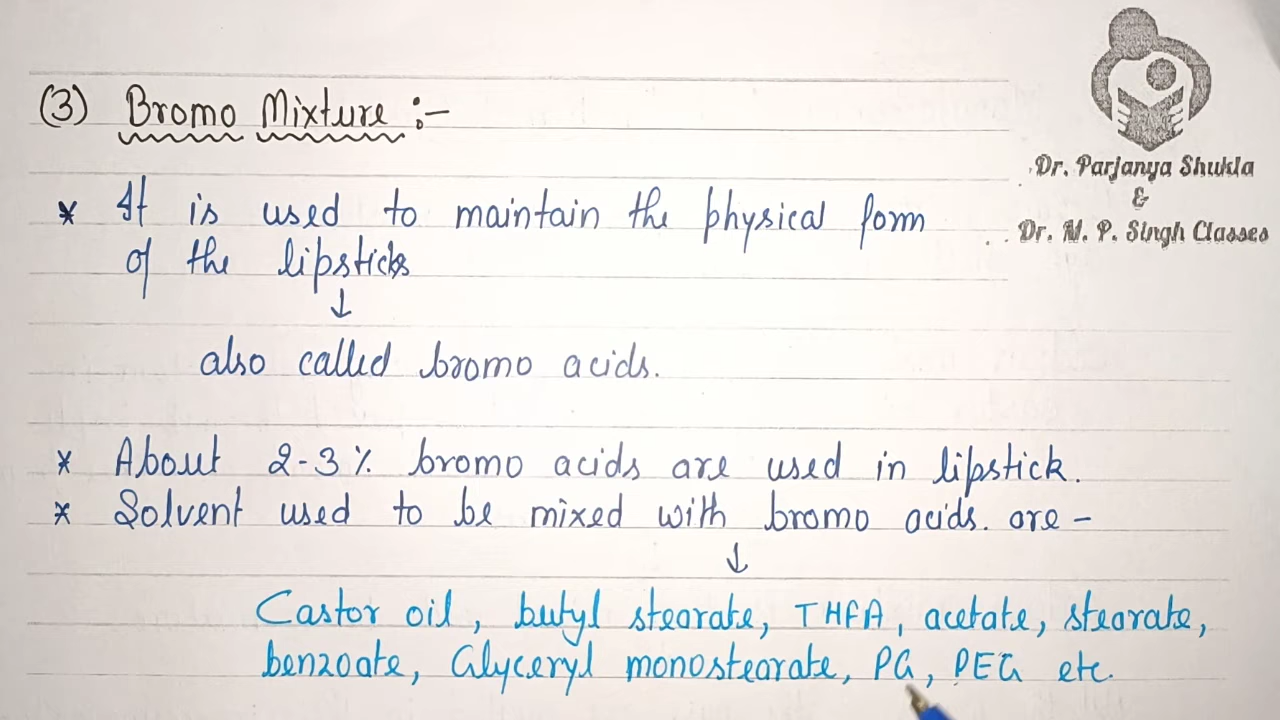 (3) Bromo Mixture :-
Dr. Parjanya Shukla
&
Dr. M. P. Singh Classes
* It is used to maintain the physical form
of the lipsticks
↓
also called bromo acids.
* About 2-3% bromo acids are used in lipstick.
* Solvent used to be mixed with bromo acids. are -
↓
Castor oil, butyl stearate, THFA, acetate, stearate,
benzoate, Glyceryl monostearate, PG, PEG etc.